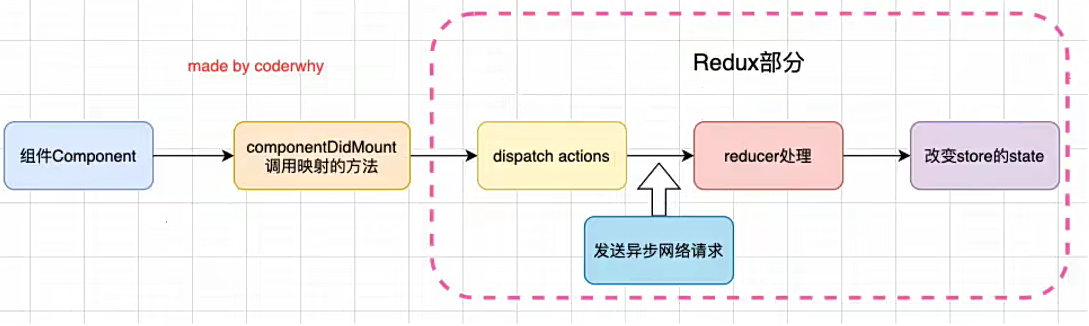 made by coderwhy
Redux部分
组件Component
componentDidMount
调用映射的方法
dispatch actions
reducer处理
改变store的state
发送异步网络请求